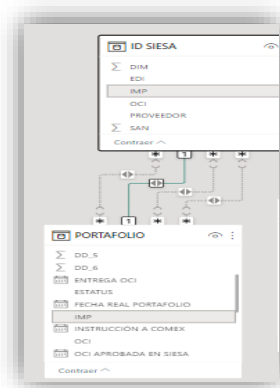 ID SIESA
DIM
EDI
IMP
OCI
PROVEEDOR
SAN
Contraer
* 1 * *
* 1 * *
PORTAFOLIO
DD_5
DD_6
ENTREGA OCI
ESTATUS
FECHA REAL PORTAFOLIO
IMP
INSTRUCCIÓN A COMEX
OCI
OCI APROBADA EN SIESA
Contraer